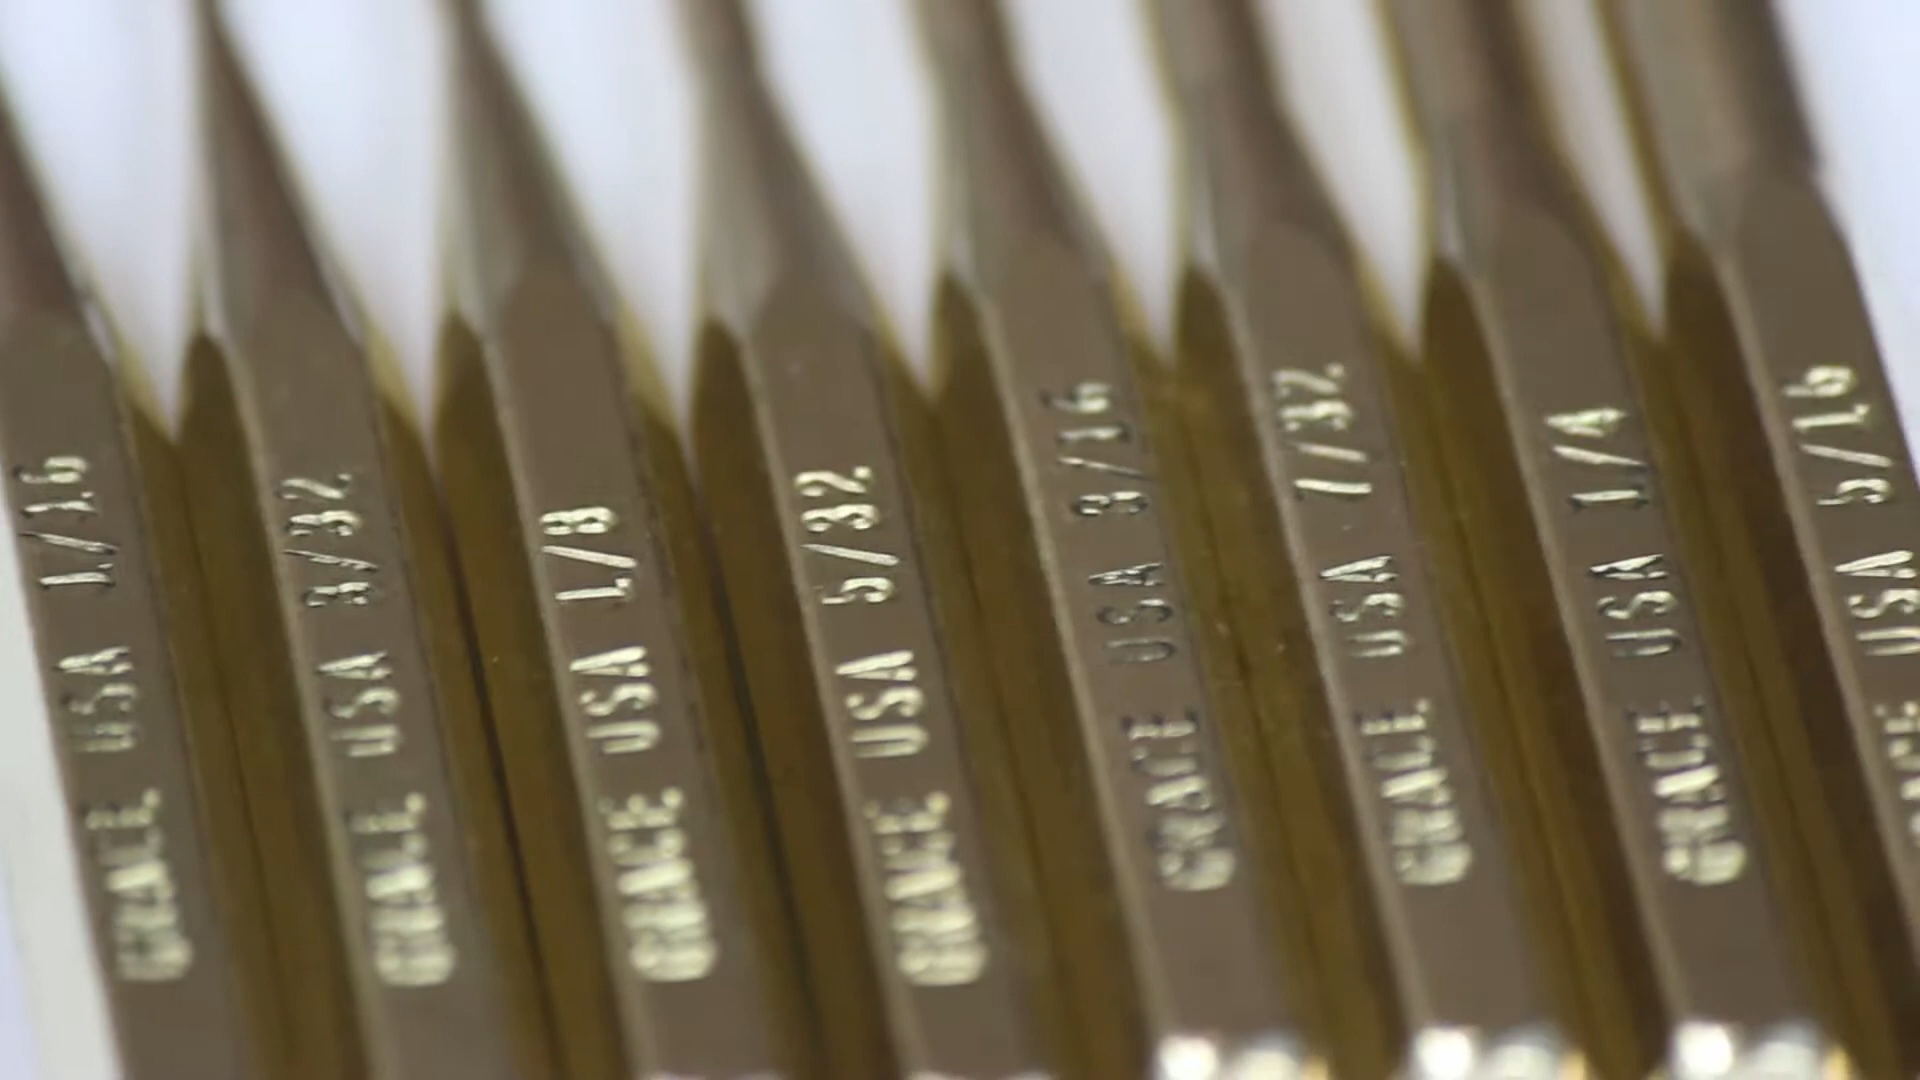 GRACE USA 1/16
GRACE USA 3/32
GRACE USA 1/8
GRACE USA 5/32
GRACE USA 3/16
GRACE USA 7/32
GRACE USA 1/4
GRACE USA 5/16